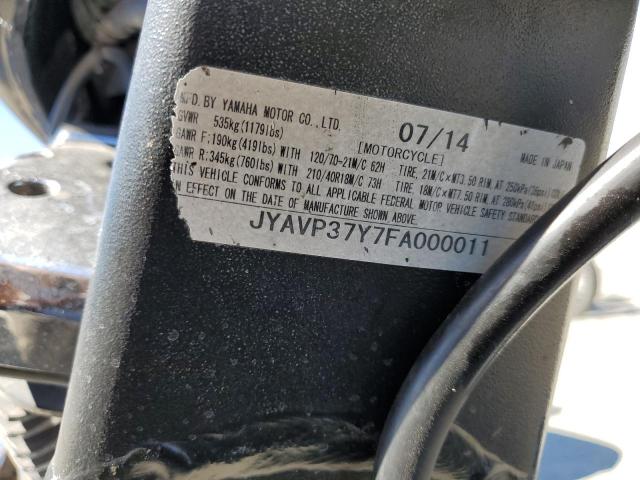 MFD. BY YAMAHA MOTOR CO.,LTD. 07/14 MADE IN JAPAN
GVWR 535kg(1179lbs) [MOTORCYCLE]
GAWR F:190kg(419lbs) WITH 120/70-21M/C 62H TIRE, 21M/C×MT3.50 RIM, AT 250kPa(36psi)
GAWR R:345kg(760lbs) WITH 210/40R18M/C 73H TIRE 18M/C×MT7.50 RIM, AT 280kPa(41psi)
THIS VEHICLE CONFORMS TO ALL APPLICABLE FEDERAL MOTOR VEHICLE SAFETY STANDARDS
IN EFFECT ON THE DATE OF MANUFACTURE SHOWN ABOVE.
JYAVP37Y7FA000011